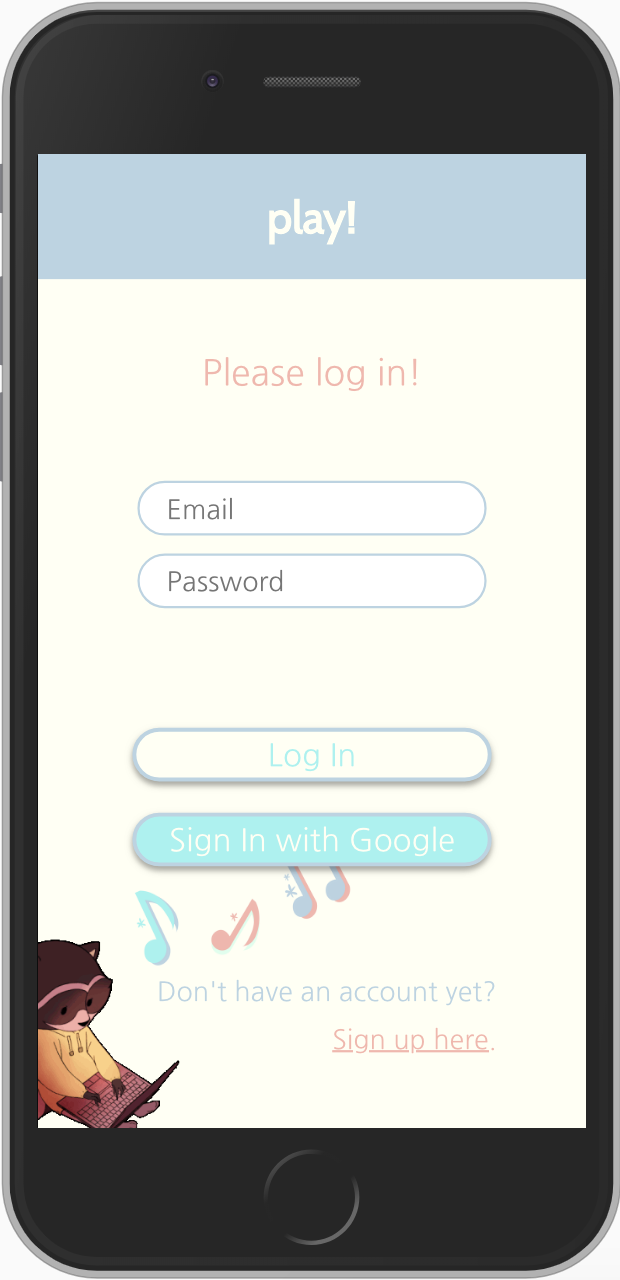 play!
Please log in!
Email
Password
Log In
Sign In with Google
Don't have an account yet?
Sign up here.